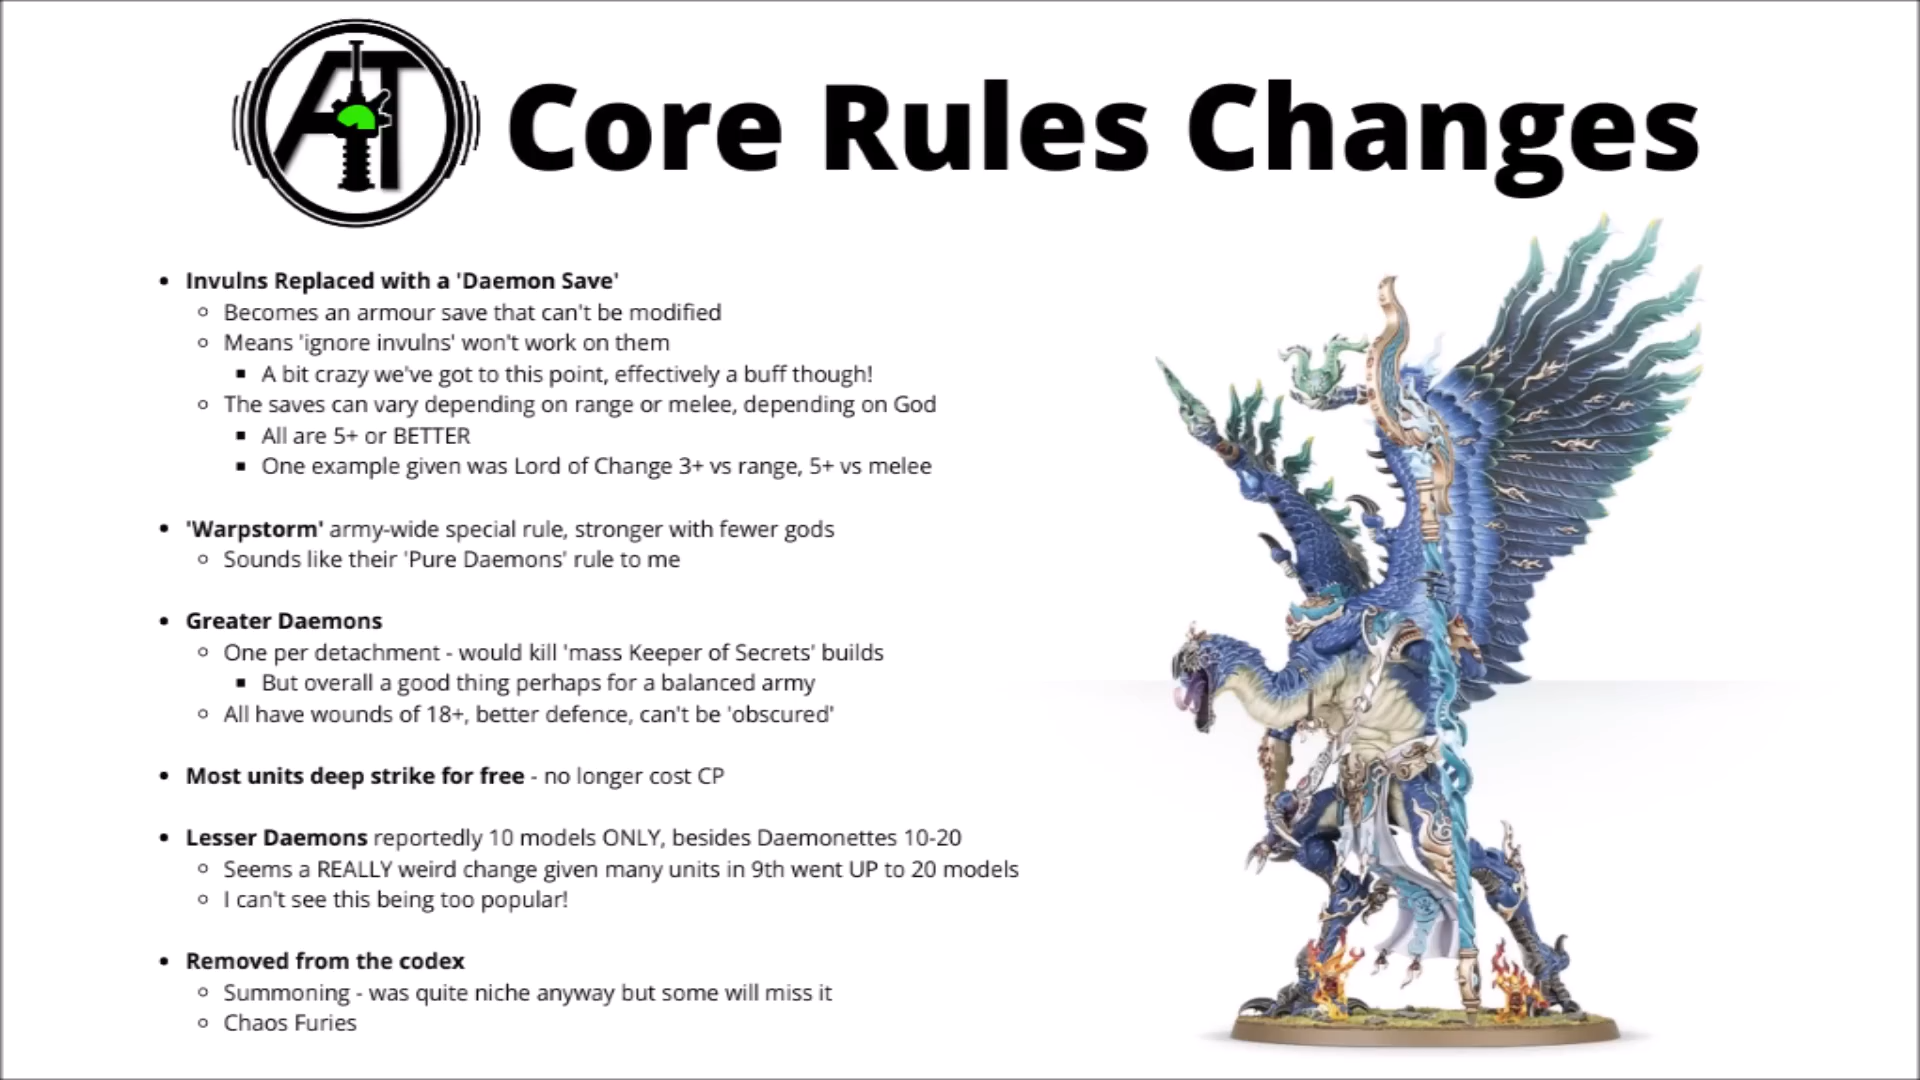 AT
Core Rules Changes
• Invulns Replaced with a 'Daemon Save'
◦ Becomes an armour save that can't be modified
◦ Means 'ignore invulns' won't work on them
▪ A bit crazy we've got to this point, effectively a buff though!
◦ The saves can vary depending on range or melee, depending on God
▪ All are 5+ or BETTER
▪ One example given was Lord of Change 3+ vs range, 5+ vs melee
• 'Warpstorm' army-wide special rule, stronger with fewer gods
◦ Sounds like their 'Pure Daemons' rule to me
• Greater Daemons
◦ One per detachment - would kill 'mass Keeper of Secrets' builds
▪ But overall a good thing perhaps for a balanced army
◦ All have wounds of 18+, better defence, can't be 'obscured'
• Most units deep strike for free - no longer cost CP
• Lesser Daemons reportedly 10 models ONLY, besides Daemonettes 10-20
◦ Seems a REALLY weird change given many units in 9th went UP to 20 models
◦ I can't see this being too popular!
• Removed from the codex
◦ Summoning - was quite niche anyway but some will miss it
◦ Chaos Furies